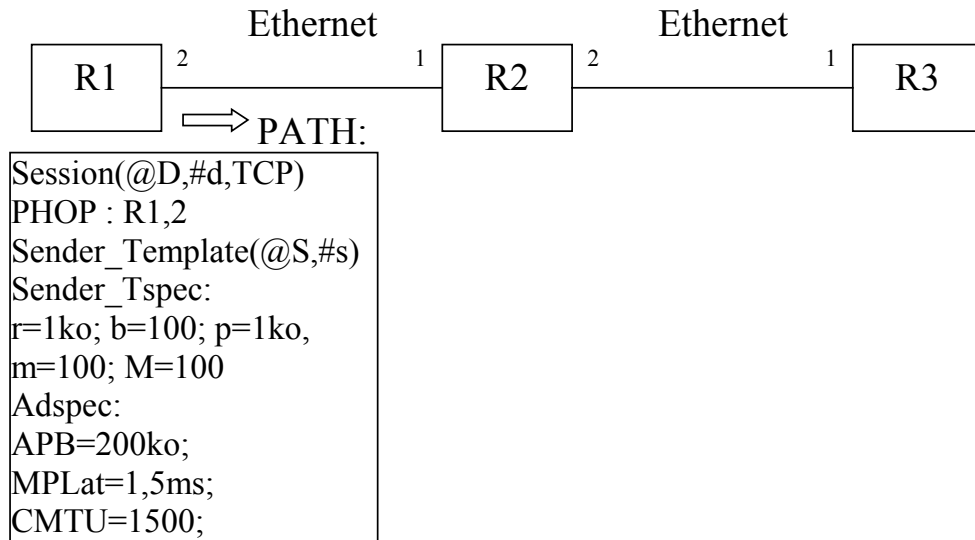 Ethernet
Ethernet
R1
2
1
R2
2
1
R3
PATH:
Session(@D,#d,TCP)
PHOP : R1,2
Sender_Template(@S,#s)
Sender_Tspec:
r=1ko; b=100; p=1ko,
m=100; M=100
Adspec:
APB=200ko;
MPLat=1,5ms;
CMTU=1500;